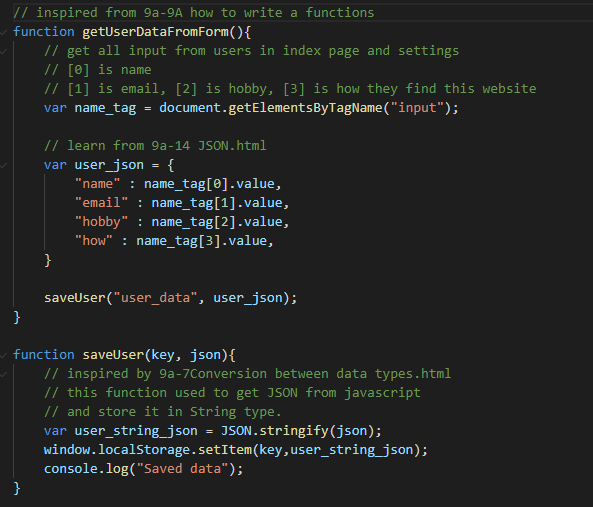 // inspired from 9a-9A how to write a functions
function getUserDataFromForm(){
// get all input from users in index page and settings
// [0] is name
// [1] is email, [2] is hobby, [3] is how they find this website
var name_tag = document.getElementsByTagName("input");
// learn from 9a-14 JSON.html
var user_json = {
"name" : name_tag[0].value,
"email" : name_tag[1].value,
"hobby" : name_tag[2].value,
"how" : name_tag[3].value,
}
saveUser("user_data", user_json);
}
function saveUser(key, json){
// inspired by 9a-7Conversion between data types.html
// this function used to get JSON from javascript
// and store it in String type.
var user_string_json = JSON.stringify(json);
window.localStorage.setItem(key,user_string_json);
console.log("Saved data");
}